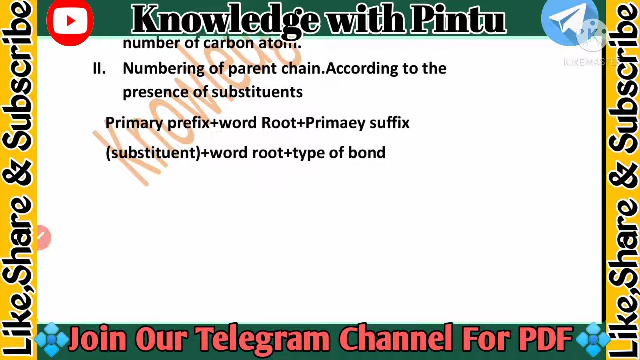 Knowledge with Pintu
number of carbon atom.
II. Numbering of parent chain.According to the
presence of substituents
Primary prefix+word Root+Primaey suffix
(substituent)+word root+type of bond
Knowledge
KINEMASTER
Like,Share & Subscribe
Like,Share & Subscribe
Join Our Telegram Channel For PDF